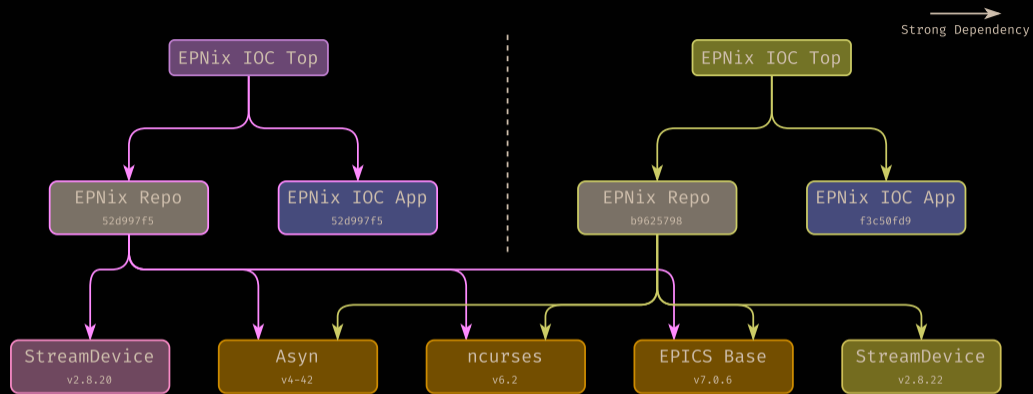 Strong Dependency
EPNix IOC Top
EPNix IOC Top
EPNix Repo
52d997f5
EPNix IOC App
52d997f5
EPNix Repo
b9625798
EPNix IOC App
f3c50fd9
StreamDevice
v2.8.20
Asyn
v4-42
ncurses
v6.2
EPICS Base
v7.0.6
StreamDevice
v2.8.22